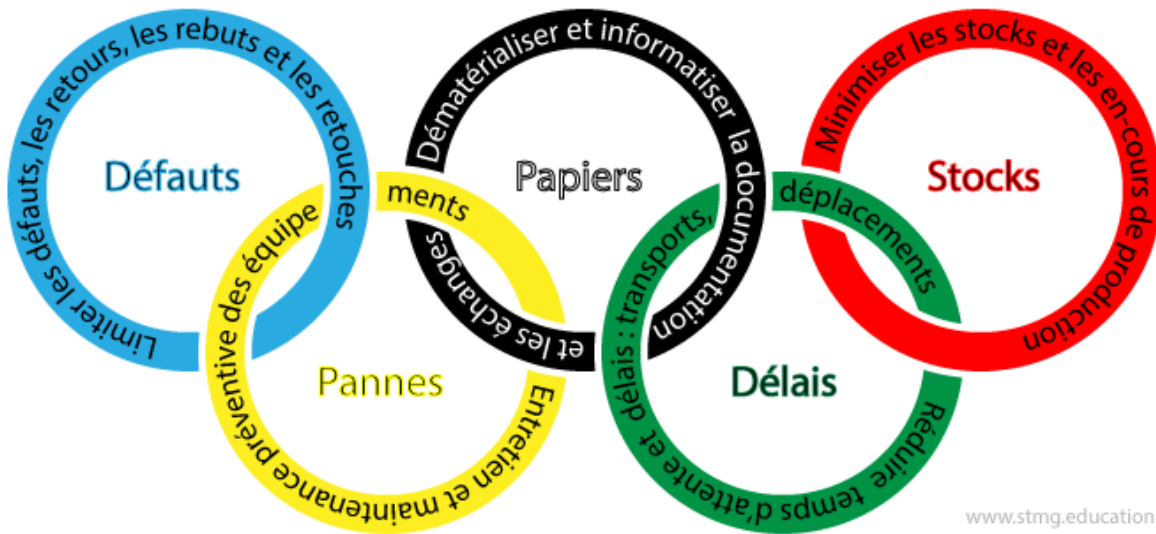 Limiter les défauts, les retours, les rebuts et les retouches
Défauts
Entretien et maintenance préventive des équipe ments
Pannes
Dématérialiser et informatiser la documentation et les échanges
Papiers
Réduire temps d'attente et délais : transports, déplacements
Délais
Minimiser les stocks et les en-cours de production
Stocks
www.stmg.education